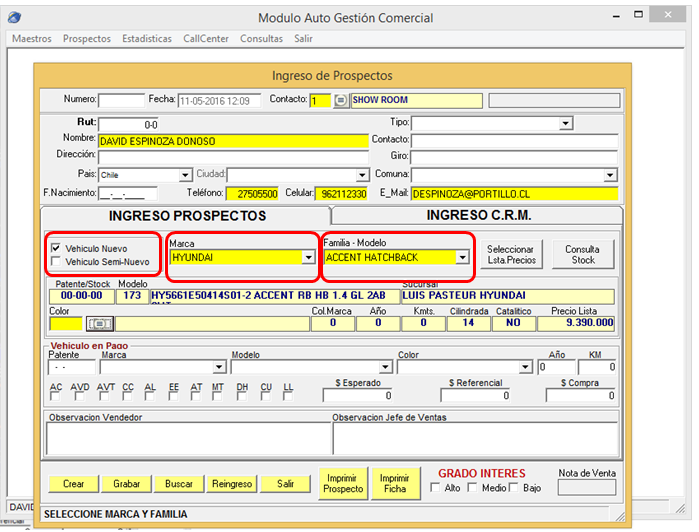 Modulo Auto Gestión Comercial
Maestros Prospectos Estadisticas CallCenter Consultas Salir
Ingreso de Prospectos
Numero: Fecha: 11-05-2016 12:09 Contacto: 1 SHOW ROOM
Rut: 0-0 Tipo:
Nombre: DAVID ESPINOZA DONOSO Contacto:
Dirección: Giro:
Pais: Chile Ciudad: Comuna:
F.Nacimiento: __-__-____ Teléfono: 27505500 Celular: 962112330 E_Mail: DESPINOZA@PORTILLO.CL
INGRESO PROSPECTOS INGRESO C.R.M.
Vehiculo Nuevo
Vehiculo Semi-Nuevo
Marca
HYUNDAI
Familia - Modelo
ACCENT HATCHBACK
Seleccionar
Lsta.Precios
Consulta
Stock
Patente/Stock Modelo Sucursal
00-00-00 173 HY5661E50414S01-2 ACCENT RB HB 1.4 GL 2AB LUIS PASTEUR HYUNDAI
Color Col.Marca Año Kmts. Cilindrada Catalitico Precio Lista
0 0 0 14 NO 9.390.000
Vehiculo en Pago
Patente Marca Modelo Color Año KM
- - 0 0
AC AVD AVT CC AL EE AT MT DH CU LL $ Esperado $ Referencial $ Compra
0 0 0
Observacion Vendedor Observacion Jefe de Ventas
Crear Grabar Buscar Reingreso Salir
Imprimir
Prospecto
Imprimir
Ficha
GRADO INTERES
Alto Medio Bajo
Nota de Venta
SELECCIONE MARCA Y FAMILIA
DAVID